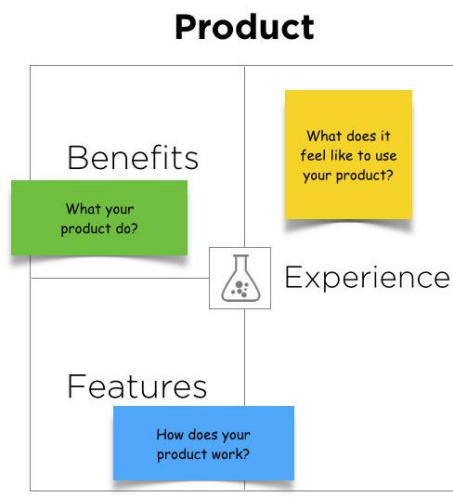 Product
Benefits
What your
product do?
What does it
feel like to use
your product?
Experience
Features
How does your
product work?